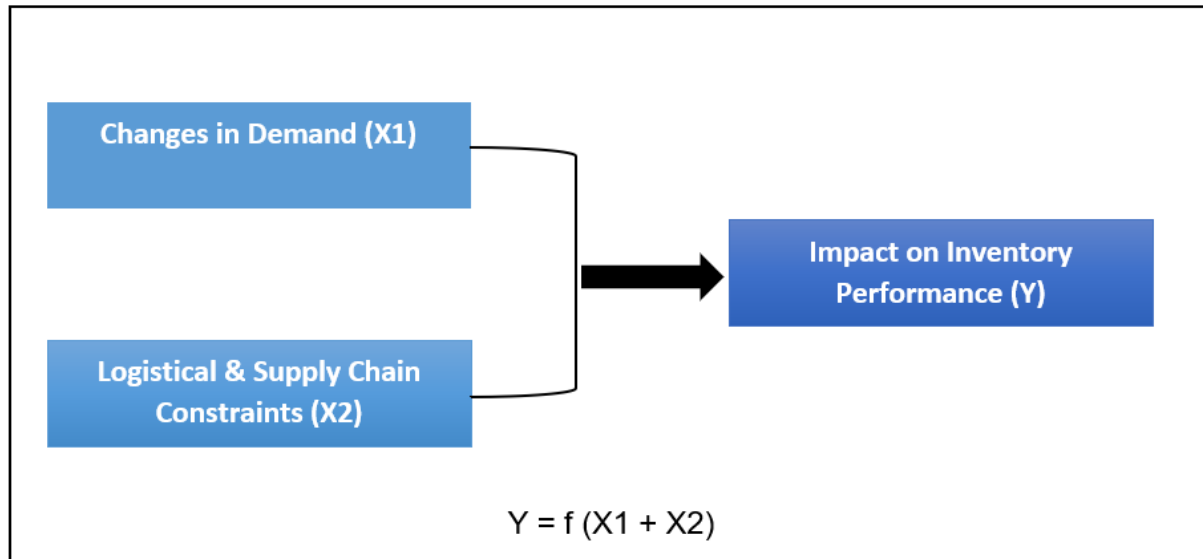 Changes in Demand (X1)
Impact on Inventory
Performance (Y)
Logistical & Supply Chain
Constraints (X2)
Y = f (X1 + X2)